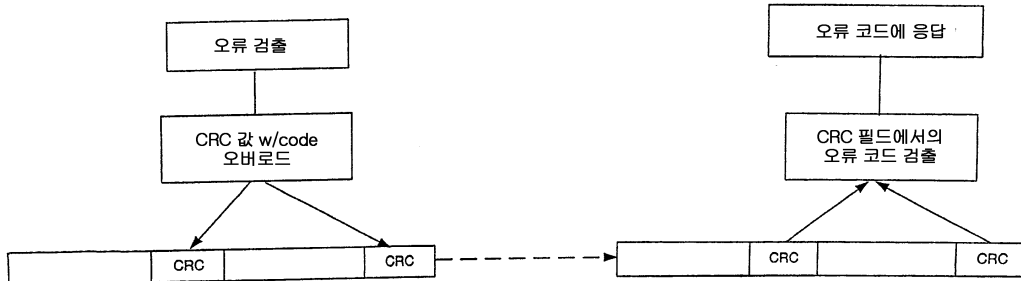 오류 검출
CRC 값 w/code
오버로드
CRC
CRC
오류 코드에 응답
CRC 필드에서의
오류 코드 검출
CRC
CRC